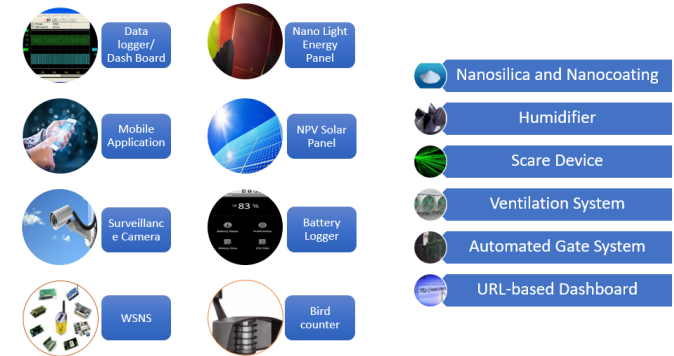 Data
logger/
Dash Board
Nano Light
Energy
Panel
Mobile
Application
NPV Solar
Panel
Surveillanc
e Camera
83 %
Battery
Logger
WSNS
Bird
counter
Nanosilica and Nanocoating
Humidifier
Scare Device
Ventilation System
Automated Gate System
URL-based Dashboard